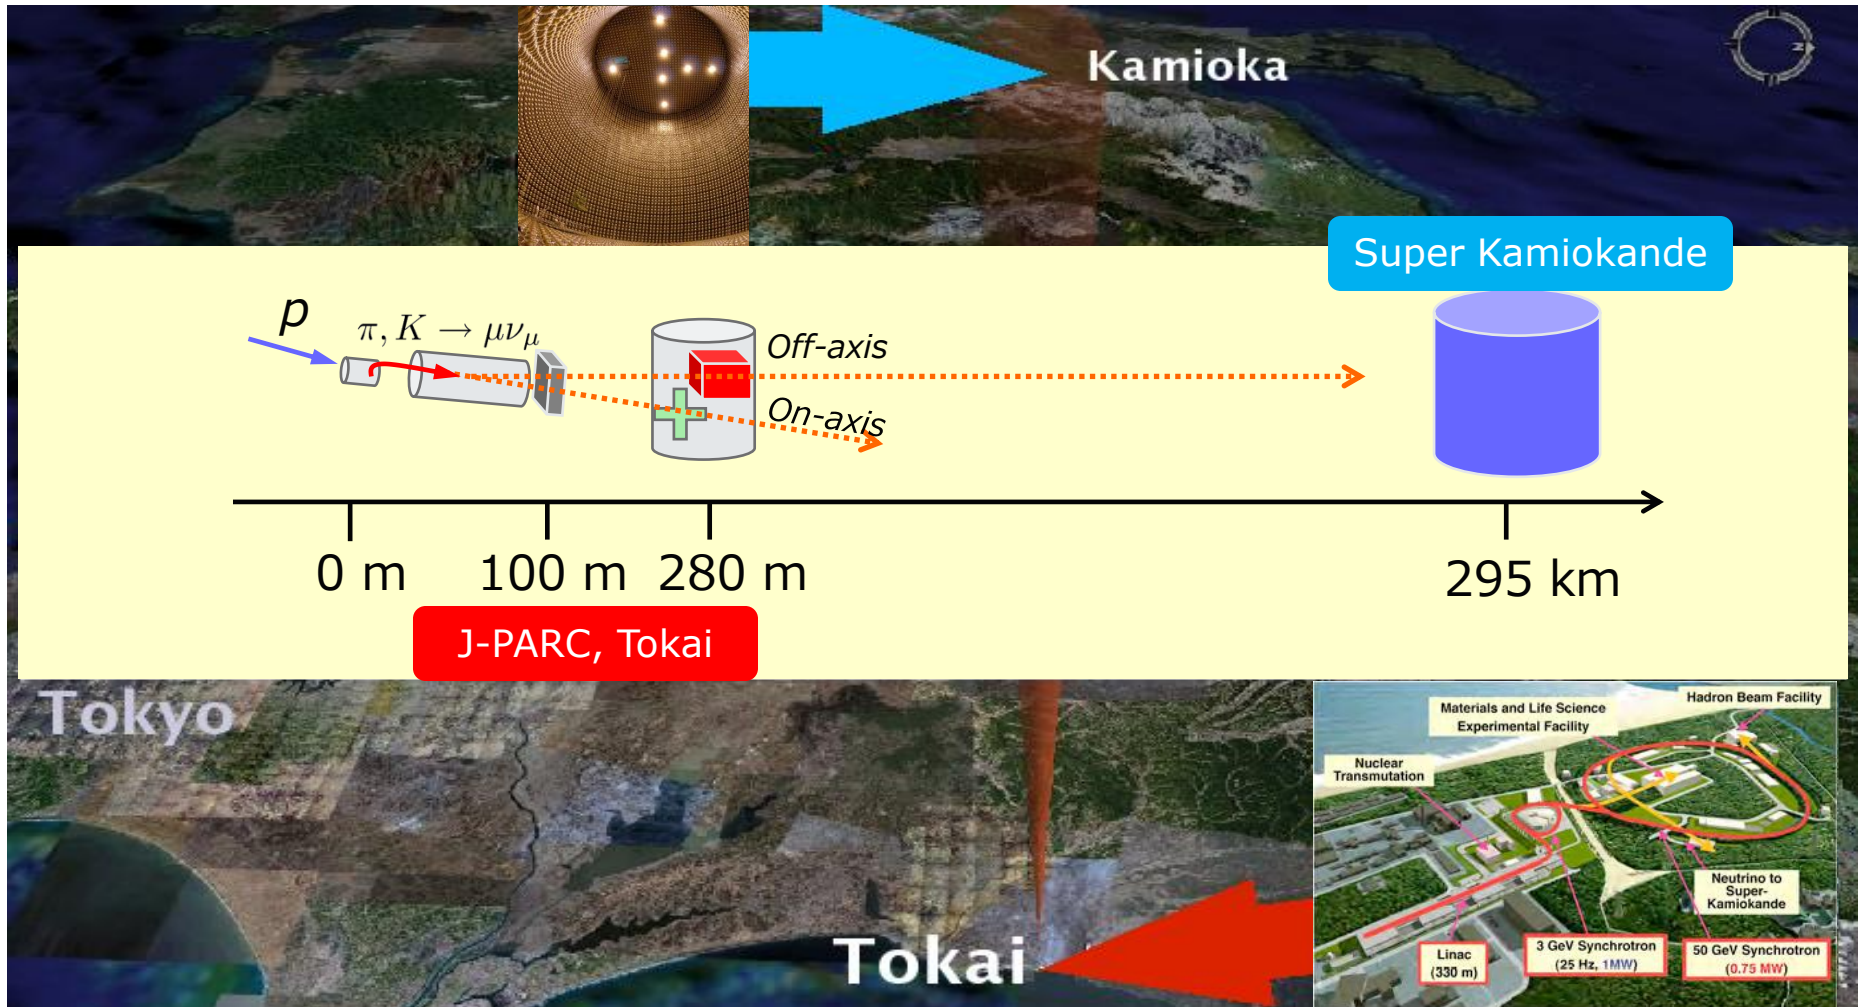 Kamioka
Super Kamiokande
p
π, K → μν_μ
Off-axis
On-axis
0 m
100 m
280 m
295 km
J-PARC, Tokai
Tokyo
Tokai
Hadron Beam Facility
Materials and Life Science
Experimental Facility
Nuclear
Transmutation
Neutrino to
Super-
Kamiokande
Linac
(330 m)
3 GeV Synchrotron
(25 Hz, 1MW)
50 GeV Synchrotron
(0.75 MW)